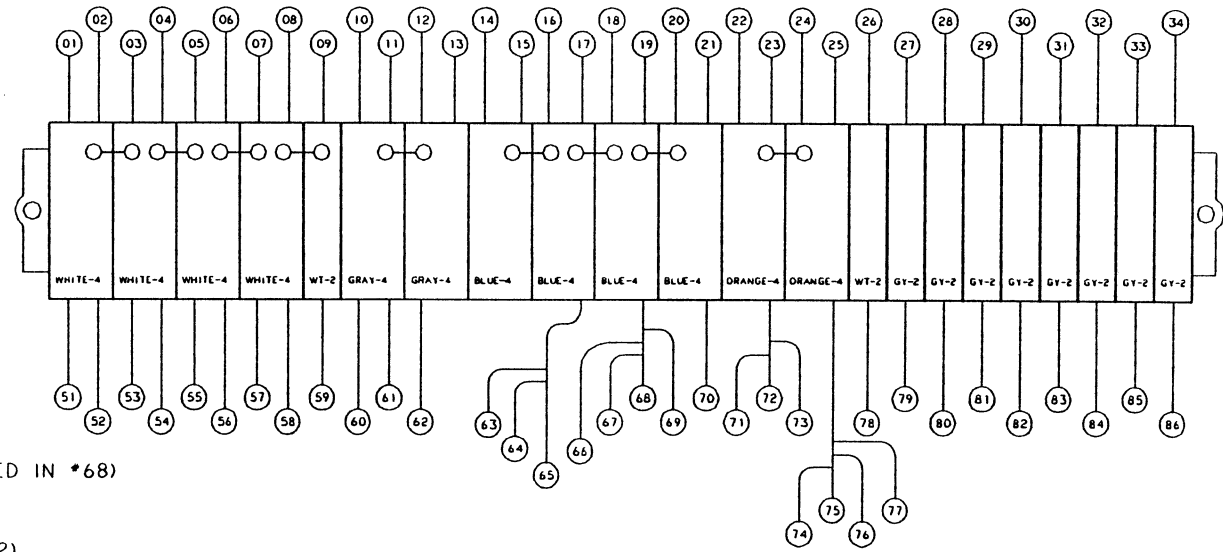 02 04 06 08 10 12 14 16 18 20 22 24 26 28 30 32 34
01 03 05 07 09 11 13 15 17 19 21 23 25 27 29 31 33
WHITE-4 WHITE-4 WHITE-4 WHITE-4 WT-2 GRAY-4 GRAY-4 BLUE-4 BLUE-4 BLUE-4 BLUE-4 ORANGE-4 ORANGE-4 WT-2 GY-2 GY-2 GY-2 GY-2 GY-2 GY-2 GY-2 GY-2
51 53 55 57 59 61 68 70 72 79 81 83 85
52 54 56 58 60 62 63 64 66 67 69 71 73 78 80 82 84 86
65
ED IN *68)
74 75 76 77
2)